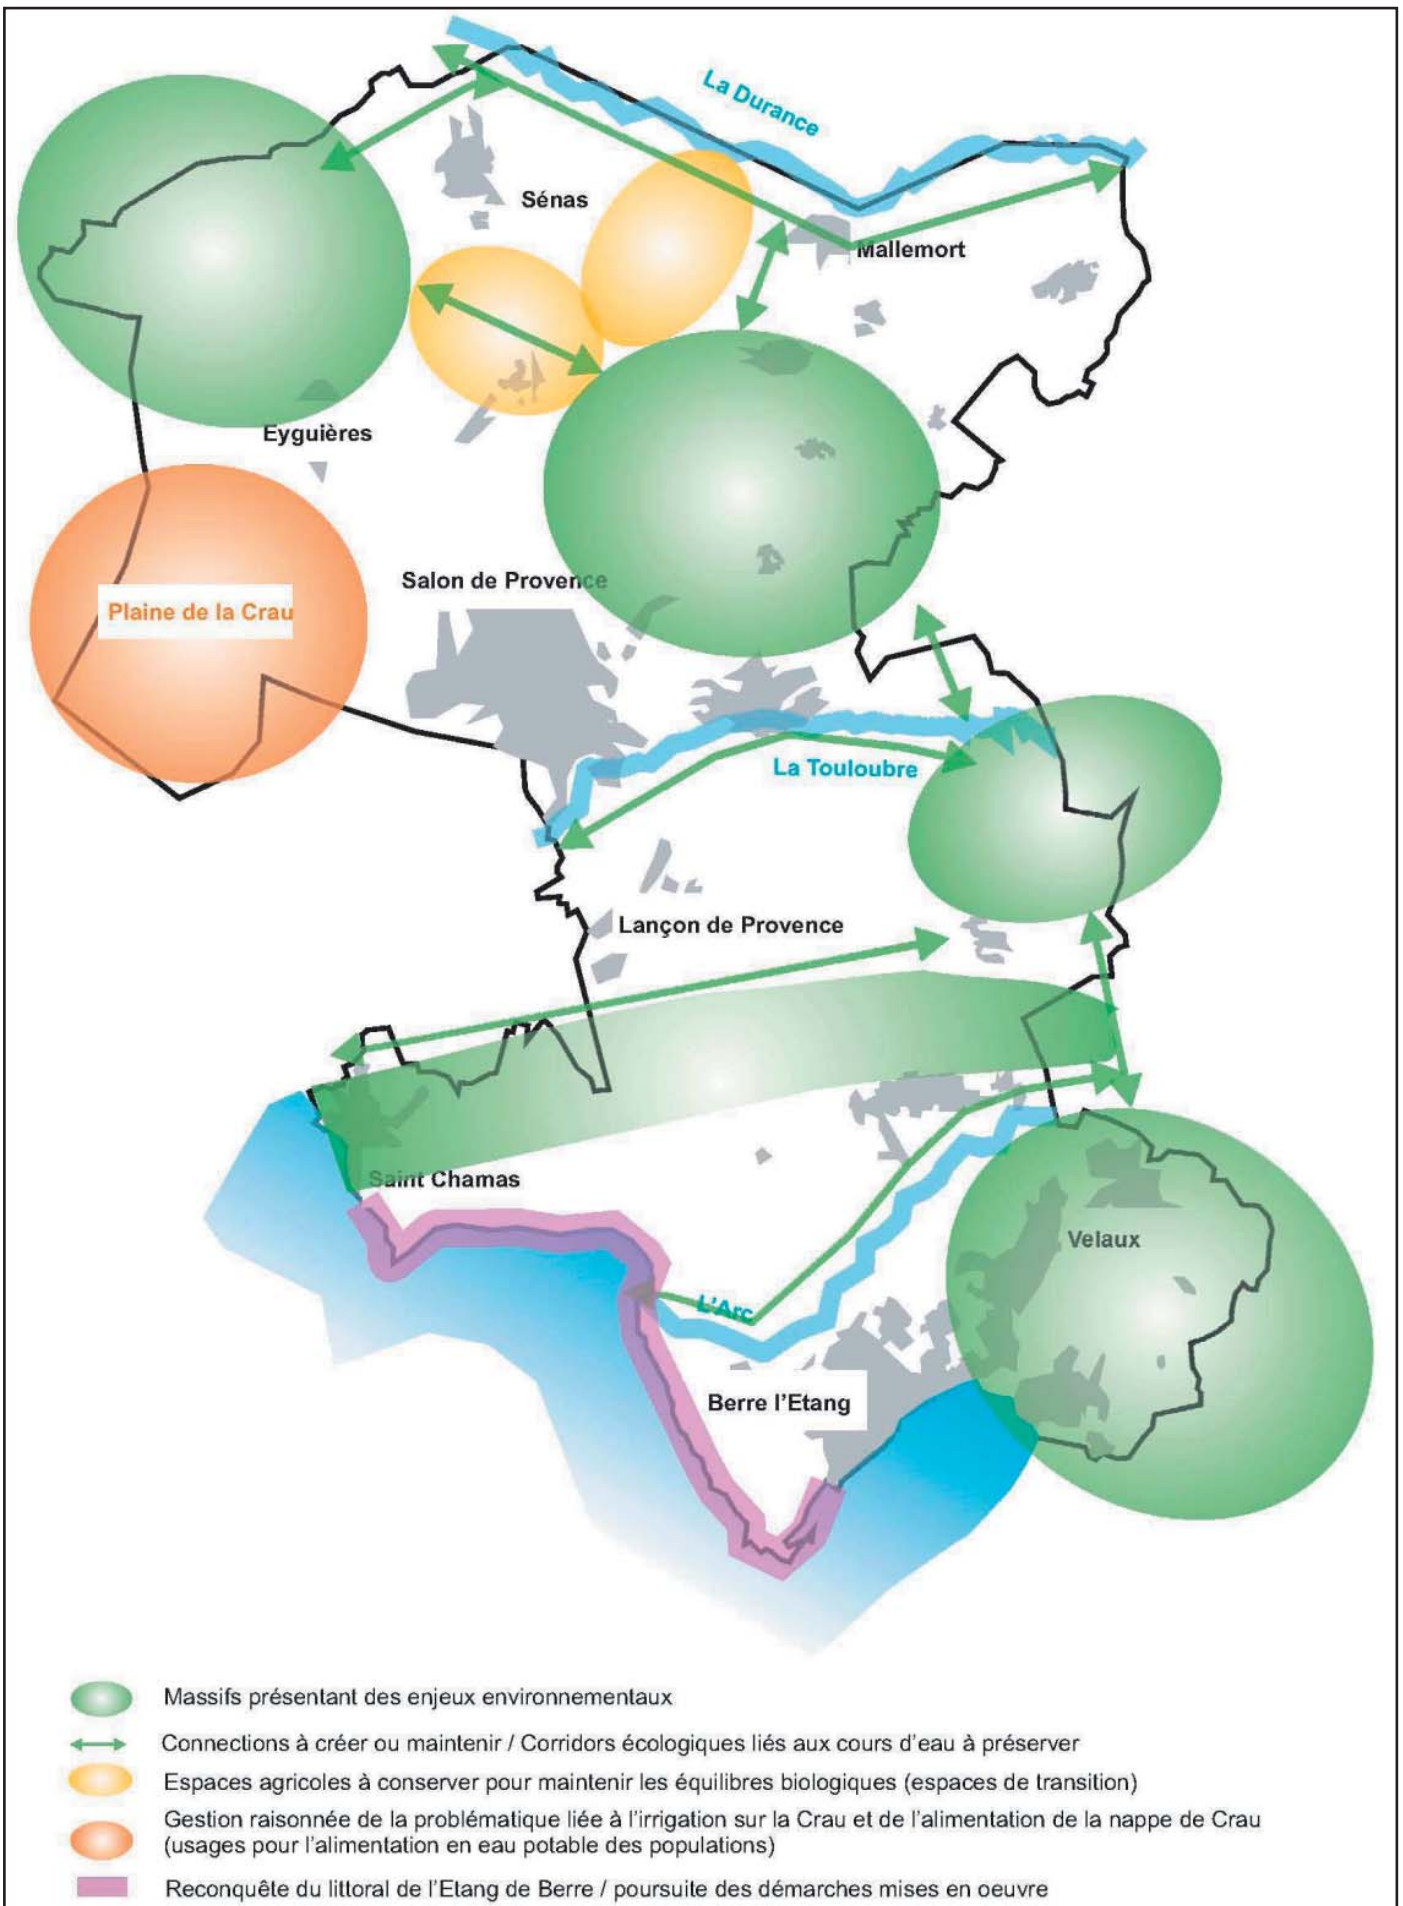 La Durance
Sénas
Mallemort
Eyguières
Salon de Provence
Plaine de la Crau
La Touloubre
Lançon de Provence
Saint Chamas
Velaux
L'Arc
Berre l'Etang
Massifs présentant des enjeux environnementaux
Connections à créer ou maintenir / Corridors écologiques liés aux cours d'eau à préserver
Espaces agricoles à conserver pour maintenir les équilibres biologiques (espaces de transition)
Gestion raisonnée de la problématique liée à l'irrigation sur la Crau et de l'alimentation de la nappe de Crau
(usages pour l'alimentation en eau potable des populations)
Reconquête du littoral de l'Etang de Berre / poursuite des démarches mises en oeuvre